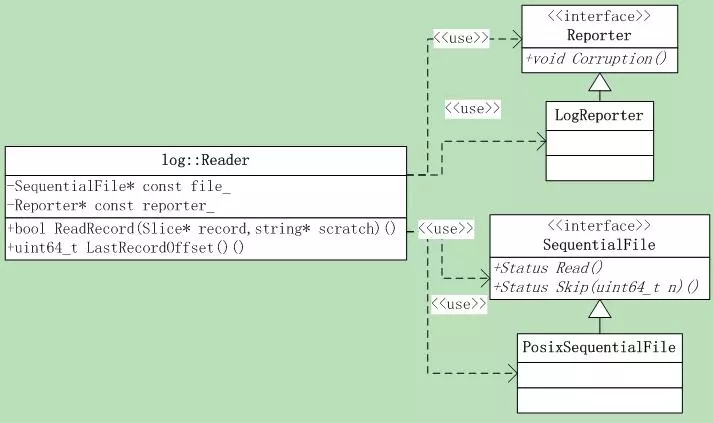 <<interface>>
Reporter
+void Corruption()
<<use>>
<<use>>
LogReporter
log::Reader
-SequentialFile* const file_
-Reporter* const reporter_
+bool ReadRecord(Slice* record,string* scratch)()
+uint64_t LastRecordOffset()()
<<use>>
<<use>>
<<interface>>
SequentialFile
+Status Read()
+Status Skip(uint64_t n)()
PosixSequentialFile